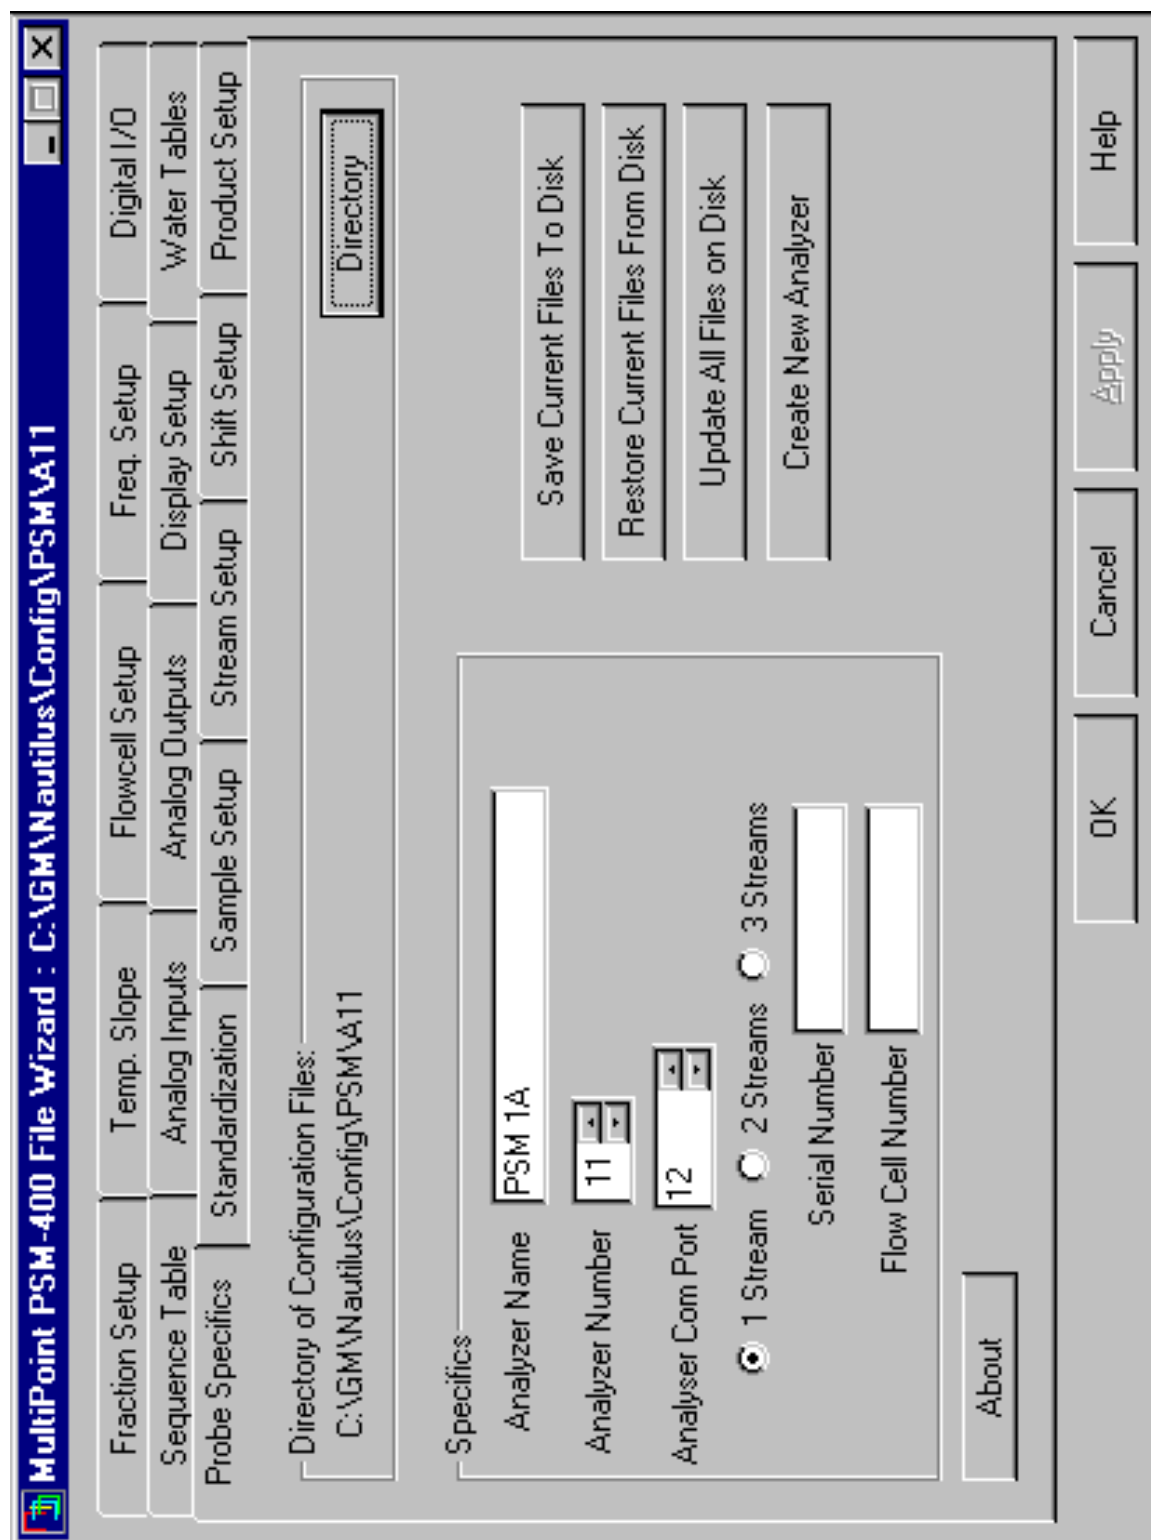 MultiPoint PSM-400 File Wizard : C:\GM\Nautilus\Config\PSM\A11
Fraction Setup Temp. Slope Flowcell Setup Freq. Setup Digital I/O
Sequence Table Analog Inputs Analog Outputs Display Setup Water Tables
Probe Specifics Standardization Sample Setup Stream Setup Shift Setup Product Setup
Directory of Configuration Files:
C:\GM\Nautilus\Config\PSM\A11
Directory
Specifics
Analyzer Name PSM 1A
Analyzer Number 11
Analyser Com Port 12
1 Stream 2 Streams 3 Streams
Serial Number
Flow Cell Number
Save Current Files To Disk
Restore Current Files From Disk
Update All Files on Disk
Create New Analyzer
About
OK Cancel Apply Help